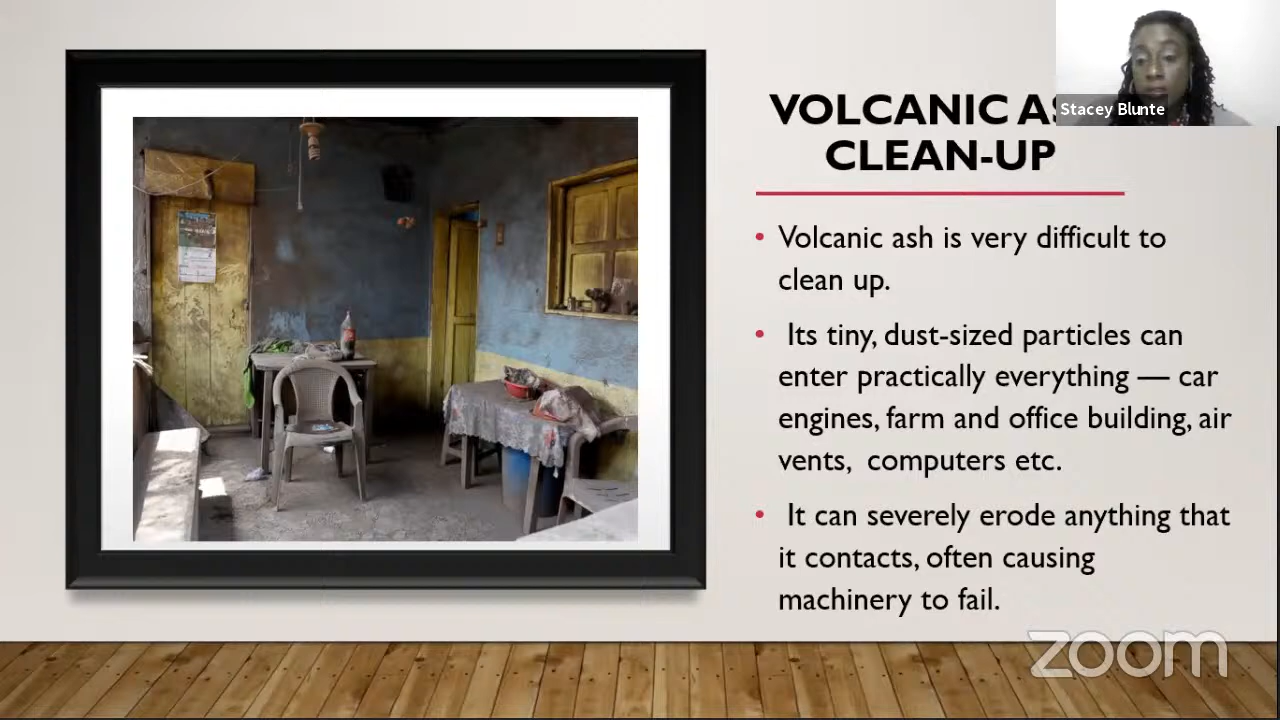 VOLCANIC AS
CLEAN-UP
Stacey Blunte
• Volcanic ash is very difficult to
clean up.
• Its tiny, dust-sized particles can
enter practically everything — car
engines, farm and office building, air
vents, computers etc.
• It can severely erode anything that
it contacts, often causing
machinery to fail.
zoom